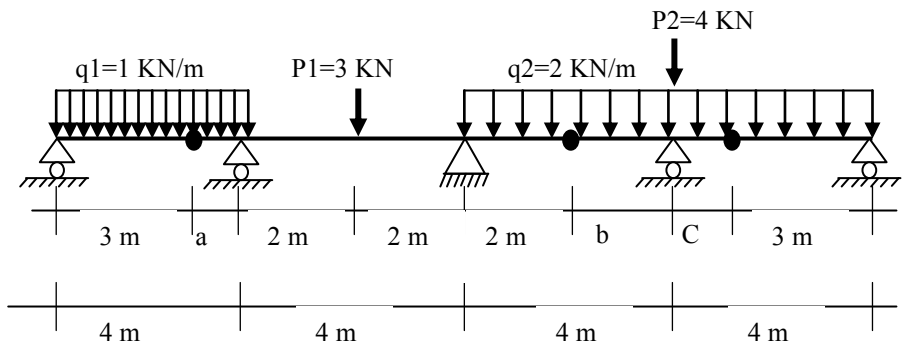 P2=4 KN
q1=1 KN/m P1=3 KN q2=2 KN/m
3 m a 2 m 2 m 2 m b C 3 m
4 m 4 m 4 m 4 m